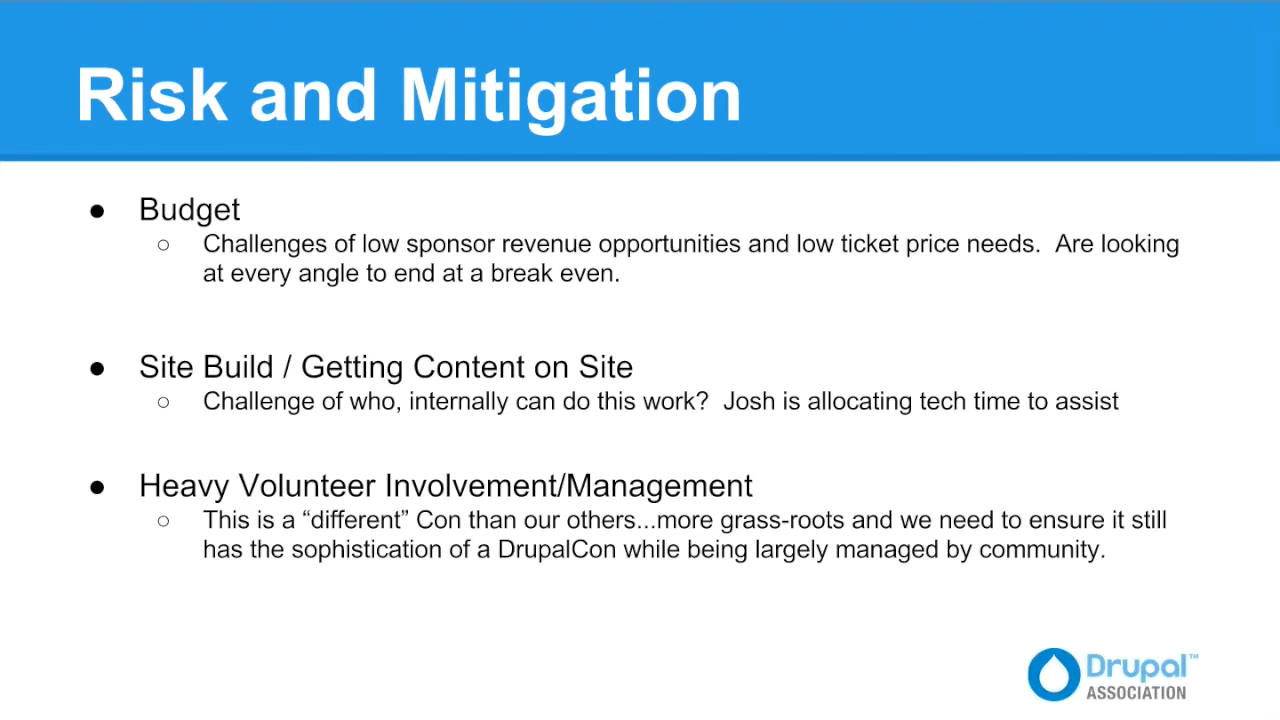 Risk and Mitigation
● Budget
○ Challenges of low sponsor revenue opportunities and low ticket price needs.  Are looking
at every angle to end at a break even.
● Site Build / Getting Content on Site
○ Challenge of who, internally can do this work?  Josh is allocating tech time to assist
● Heavy Volunteer Involvement/Management
○ This is a “different” Con than our others...more grass-roots and we need to ensure it still
has the sophistication of a DrupalCon while being largely managed by community.
Drupal™
ASSOCIATION